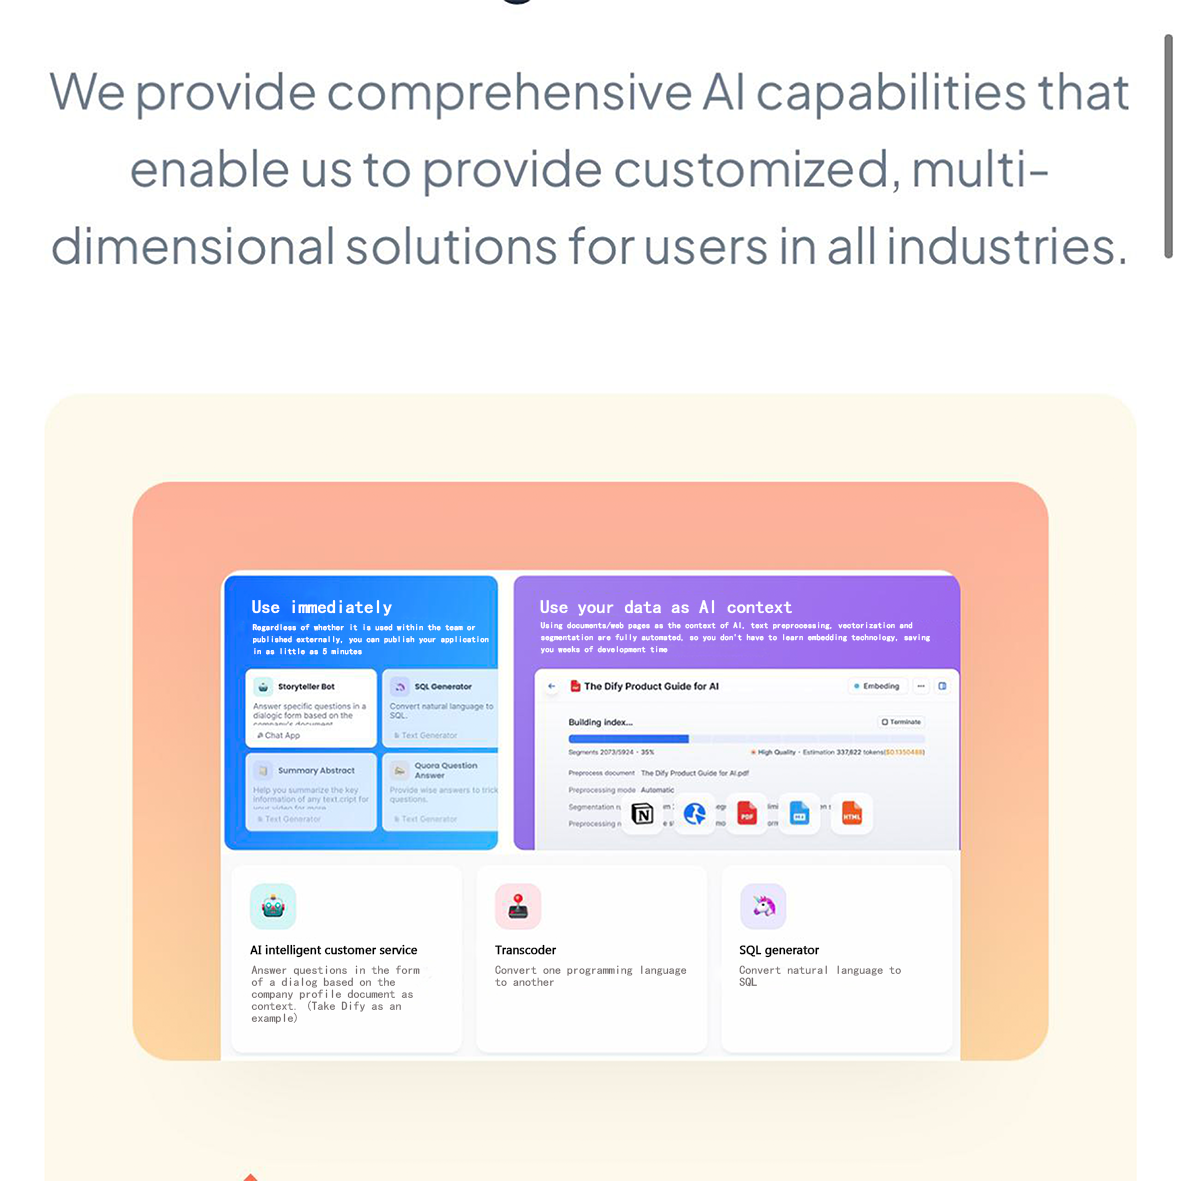 We provide comprehensive AI capabilities that
enable us to provide customized, multi-
dimensional solutions for users in all industries.
Use immediately
Regardless of whether it is used within the team or
published externally, you can publish your application
in as little as 5 minutes
Storyteller Bot
Answer specific questions in a
dialogic form based on the
company's document
Chat App
SQL Generator
Convert natural language to
SQL.
Text Generator
Summary Abstract
Help you summarize the key
information of any text.cript for
your video for more
Text Generator
Quora Question
Answer
Provide wise answers to trick
questions.
Text Generator
Use your data as AI context
Using documents/web pages as the context of AI, text preprocessing, vectorization and
segmentation are fully automated, so you don't have to learn embedding technology, saving
you weeks of development time
The Dify Product Guide for AI
Embeding
Building index...
Terminate
Segments 2073/5924 • 35%
High Quality • Estimation 337,822 tokens($0.1350488)
Preprocess document The Dify Product Guide for AI.pdf
Preprocessing mode Automatic
Segmentation
Preprocessing
PDF
HTML
AI intelligent customer service
Answer questions in the form
of a dialog based on the
company profile document as
context. (Take Dify as an
example)
Transcoder
Convert one programming language
to another
SQL generator
Convert natural language to
SQL